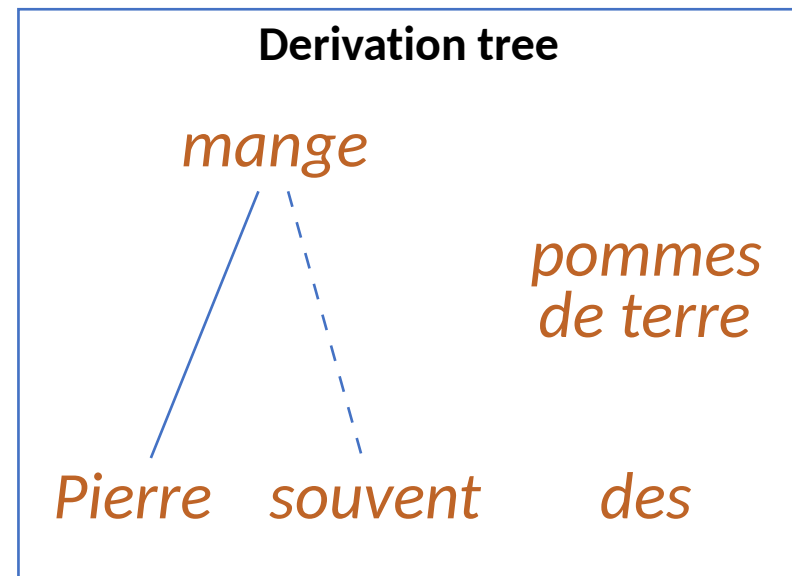 Derivation tree
mange
pommes
de terre
Pierre souvent des